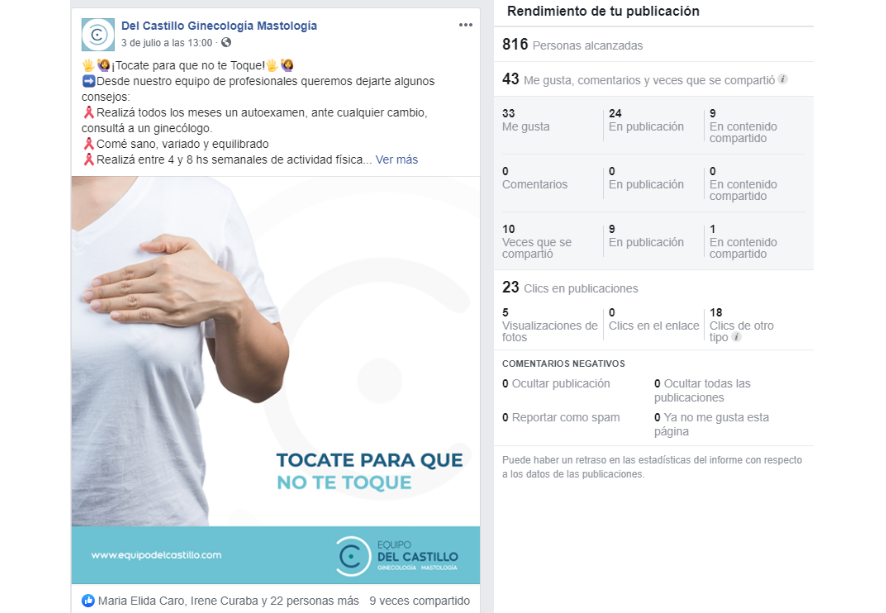 Del Castillo Ginecología Mastología
3 de julio a las 13:00 ·
🖐🙋‍♀️¡Tocate para que no te Toque!🖐🙋‍♀️
➡Desde nuestro equipo de profesionales queremos dejarte algunos
consejos:
🎗Realizá todos los meses un autoexamen, ante cualquier cambio,
consultá a un ginecólogo.
🎗Comé sano, variado y equilibrado
🎗Realizá entre 4 y 8 hs semanales de actividad física... Ver más
TOCATE PARA QUE
NO TE TOQUE
www.equipodelcastillo.com
EQUIPO
DEL CASTILLO
GINECOLOGÍA MASTOLOGÍA
Maria Elida Caro, Irene Curaba y 22 personas más 9 veces compartido
Rendimiento de tu publicación
816 Personas alcanzadas
43 Me gusta, comentarios y veces que se compartió i
33 24 9
Me gusta En publicación En contenido
compartido
0 0 0
Comentarios En publicación En contenido
compartido
10 9 1
Veces que se En publicación En contenido
compartió compartido
23 Clics en publicaciones
5 0 18
Visualizaciones de Clics en el enlace Clics de otro
fotos tipo i
COMENTARIOS NEGATIVOS
0 Ocultar publicación 0 Ocultar todas las
publicaciones
0 Reportar como spam 0 Ya no me gusta esta
página
Puede haber un retraso en las estadísticas del informe con respecto
a los datos de las publicaciones.